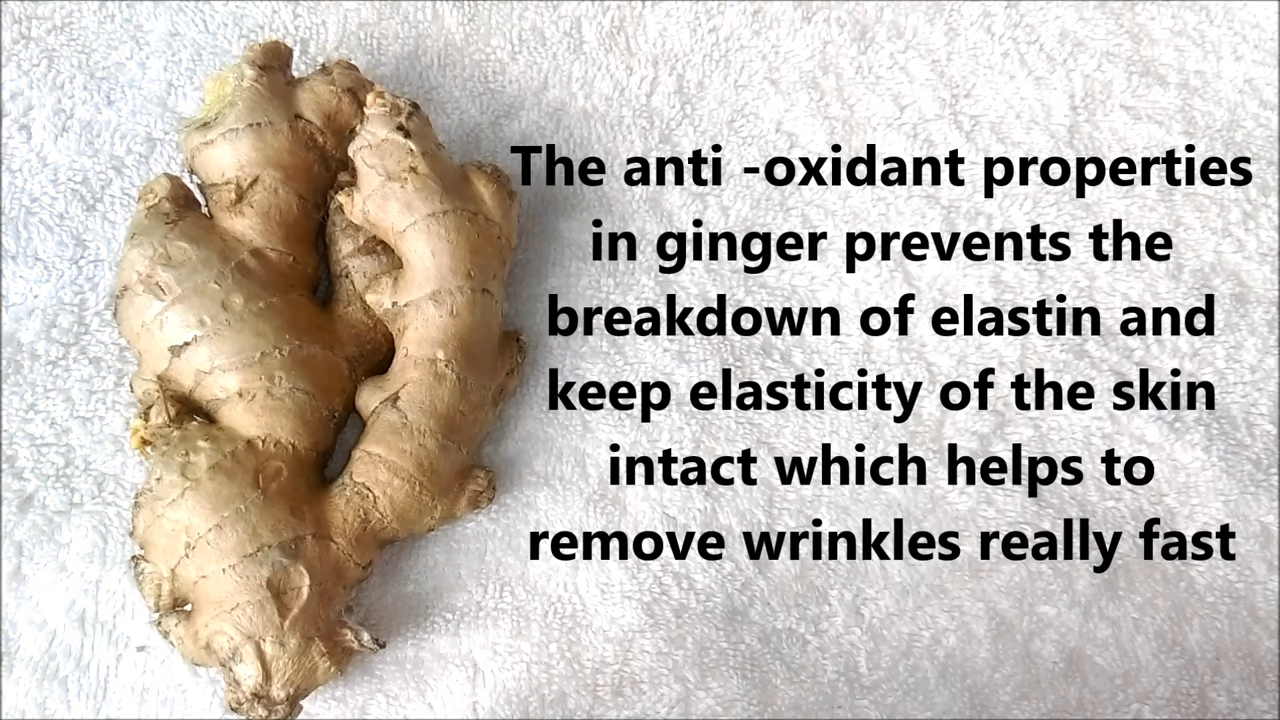 The anti -oxidant properties
in ginger prevents the
breakdown of elastin and
keep elasticity of the skin
intact which helps to
remove wrinkles really fast